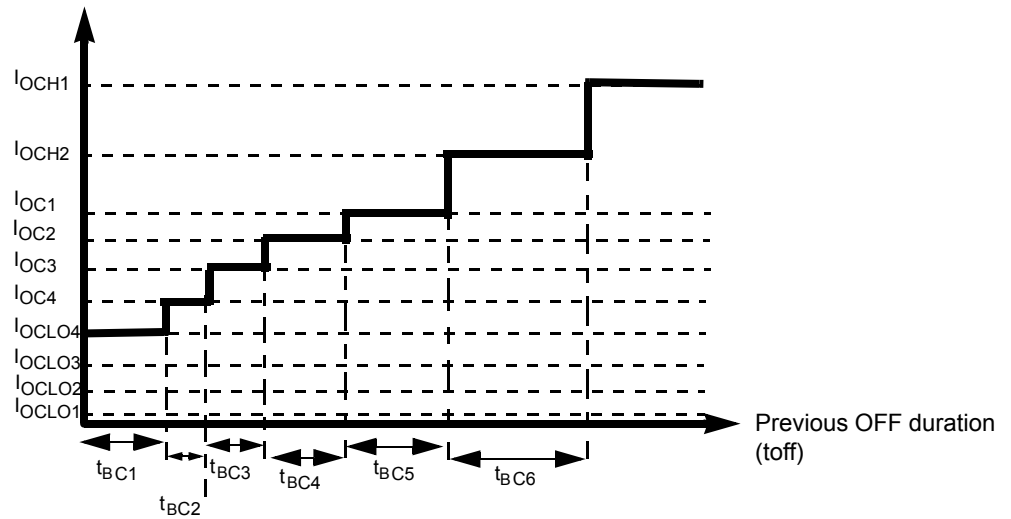 IOCH1
IOCH2
IOC1
IOC2
IOC3
IOC4
IOCLO4
IOCLO3
IOCLO2
IOCLO1
Previous OFF duration
(toff)
tBC1
tBC2
tBC3
tBC4
tBC5
tBC6